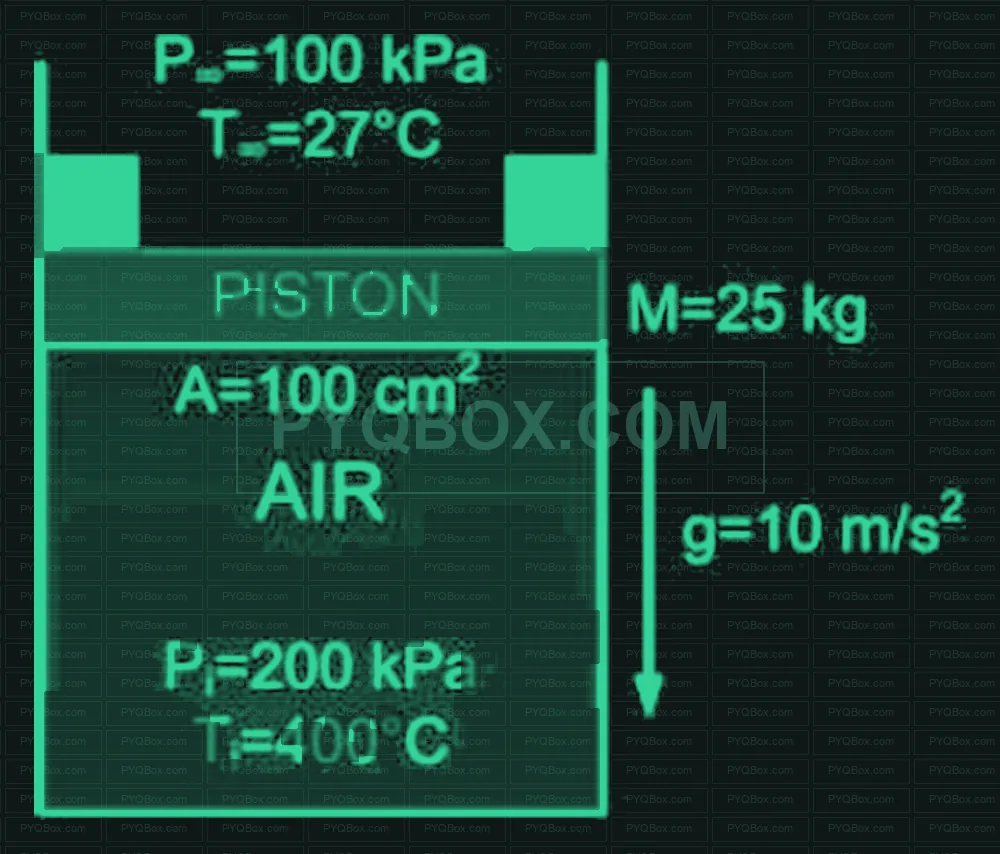 P∞=100 kPa
T∞=27°C
PISTON
M=25 kg
A=100 cm²
PYQBOX.COM
AIR
g=10 m/s²
Pᵢ=200 kPa
Tᵢ=400°C